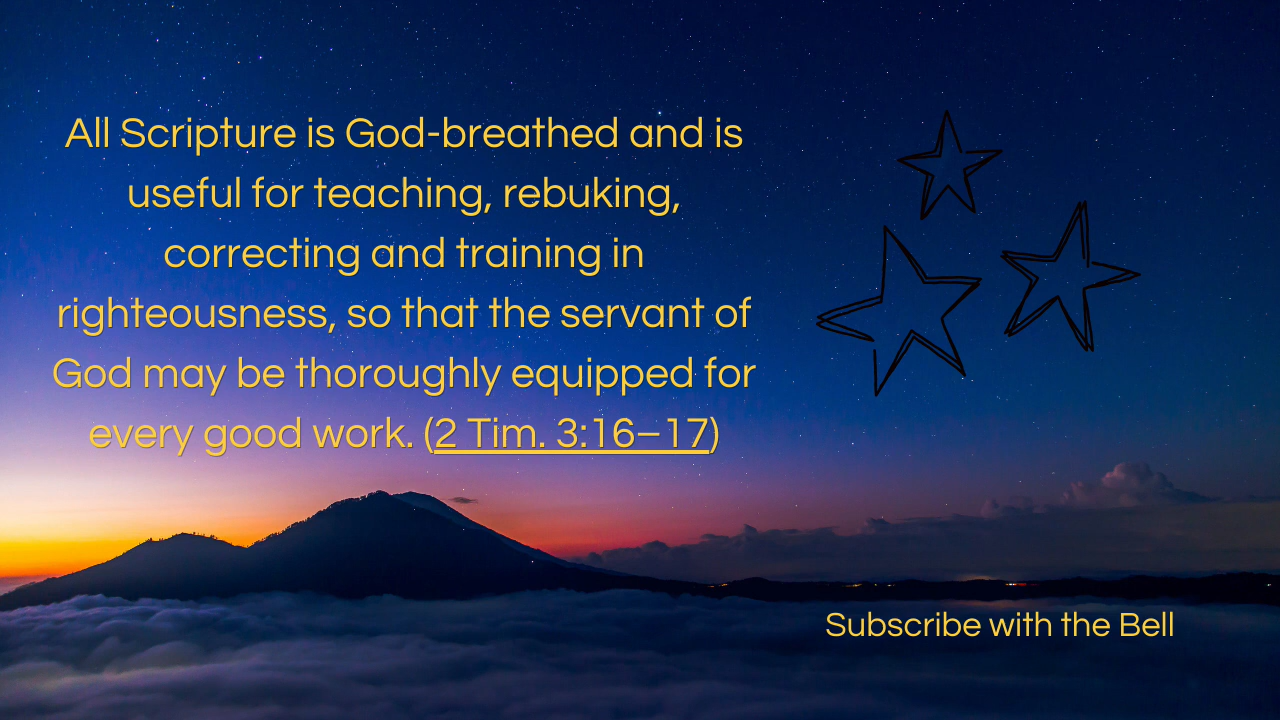 All Scripture is God-breathed and is
useful for teaching, rebuking,
correcting and training in
righteousness, so that the servant of
God may be thoroughly equipped for
every good work. (2 Tim. 3:16–17)
Subscribe with the Bell